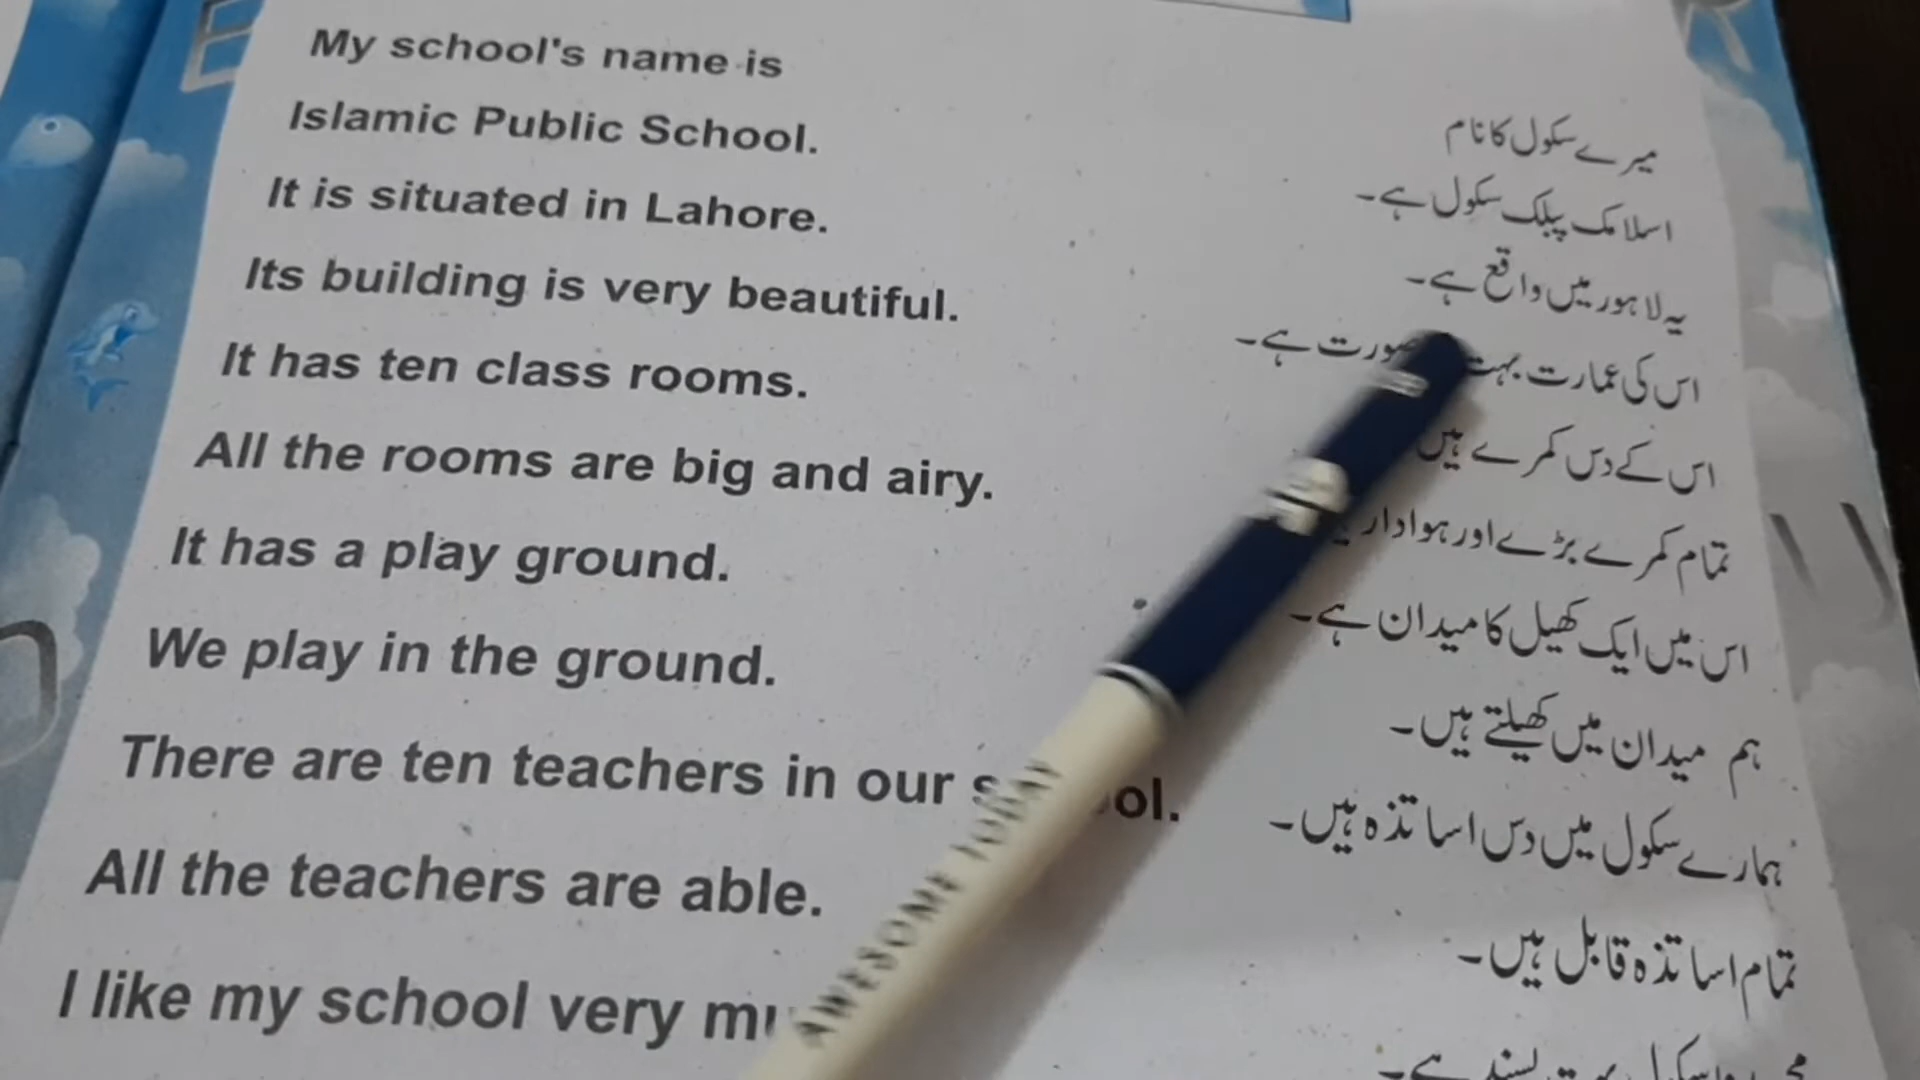 My school's name is
Islamic Public School.
It is situated in Lahore.
Its building is very beautiful.
It has ten class rooms.
All the rooms are big and airy.
It has a play ground.
We play in the ground.
There are ten teachers in our
All the teachers are able.
I like my school very
میرے سکول کا نام
اسلامک پبلک سکول ہے۔
یہ لاہور میں واقع ہے۔
اس کی عمارت بہت ہے۔
اس کے دس کمرے ہیں
تمام کمرے بڑے اور ہوادار
اس میں ایک کھیل کا میدان ہے۔
ہم میدان میں کھیلتے ہیں۔
ہمارے سکول میں دس اساتذہ ہیں۔
تمام اساتذہ قابل ہیں۔
AWESOME TODAY